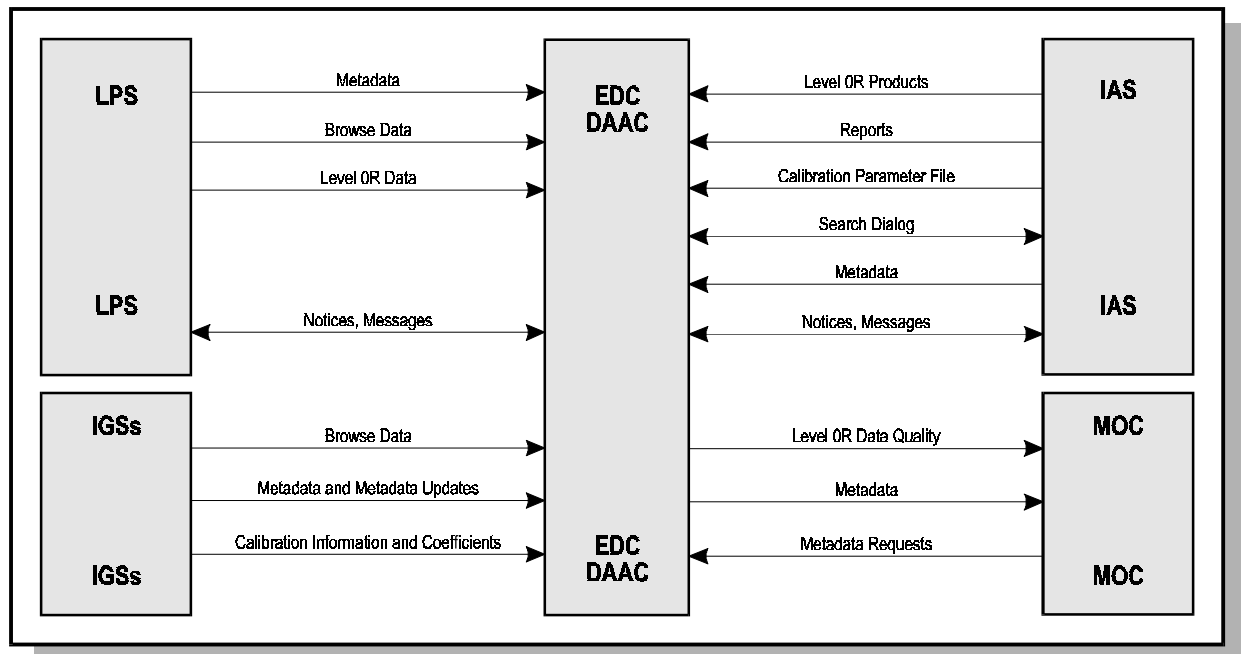 LPS
Metadata
Browse Data
Level 0R Data
LPS
Notices, Messages
IGSs
Browse Data
Metadata and Metadata Updates
Calibration Information and Coefficients
IGSs
EDC
DAAC
EDC
DAAC
Level 0R Products
Reports
Calibration Parameter File
Search Dialog
Metadata
Notices, Messages
IAS
IAS
Level 0R Data Quality
Metadata
Metadata Requests
MOC
MOC